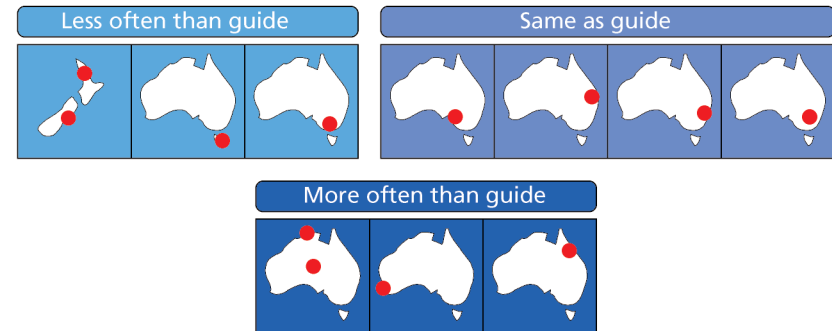 Less often than guide
Same as guide
More often than guide